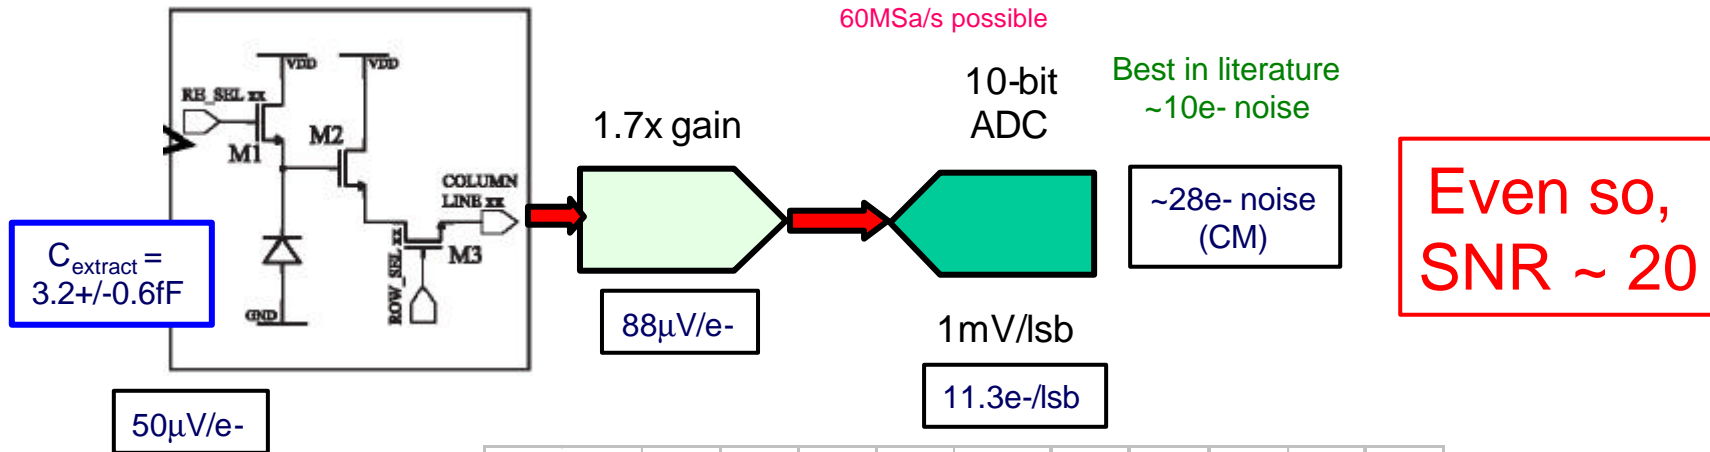 60MSa/s possible
VDD
VDD
RE_SEL xx
M1
M2
COLUMN
LINE xx
M3
ROW_SEL xx
GND
C_extract =
3.2+/-0.6fF
50μV/e-
1.7x gain
88μV/e-
10-bit
ADC
1mV/lsb
11.3e-/lsb
Best in literature
~10e- noise
~28e- noise
(CM)
Even so,
SNR ~ 20